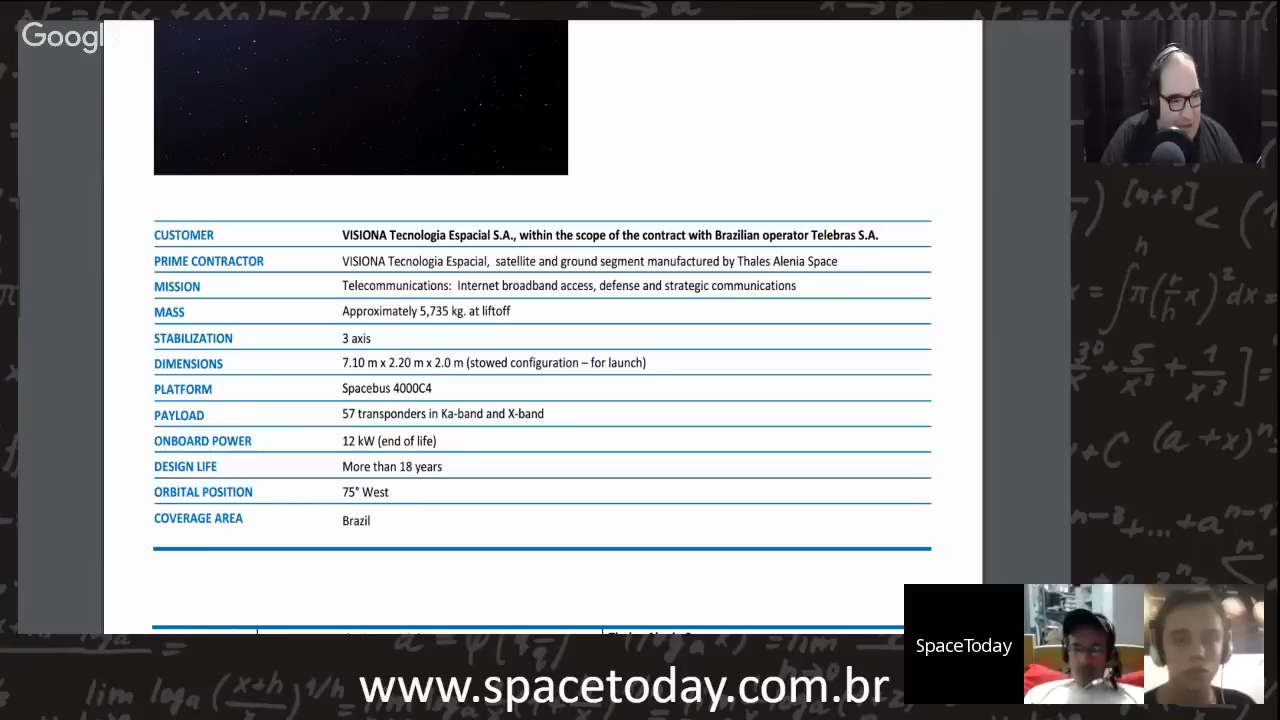 Google
CUSTOMER VISIONA Tecnologia Espacial S.A., within the scope of the contract with Brazilian operator Telebras S.A.
PRIME CONTRACTOR VISIONA Tecnologia Espacial, satellite and ground segment manufactured by Thales Alenia Space
MISSION Telecommunications: Internet broadband access, defense and strategic communications
MASS Approximately 5,735 kg. at liftoff
STABILIZATION 3 axis
DIMENSIONS 7.10 m x 2.20 m x 2.0 m (stowed configuration – for launch)
PLATFORM Spacebus 4000C4
PAYLOAD 57 transponders in Ka-band and X-band
ONBOARD POWER 12 kW (end of life)
DESIGN LIFE More than 18 years
ORBITAL POSITION 75° West
COVERAGE AREA Brazil
SpaceToday
www.spacetoday.com.br